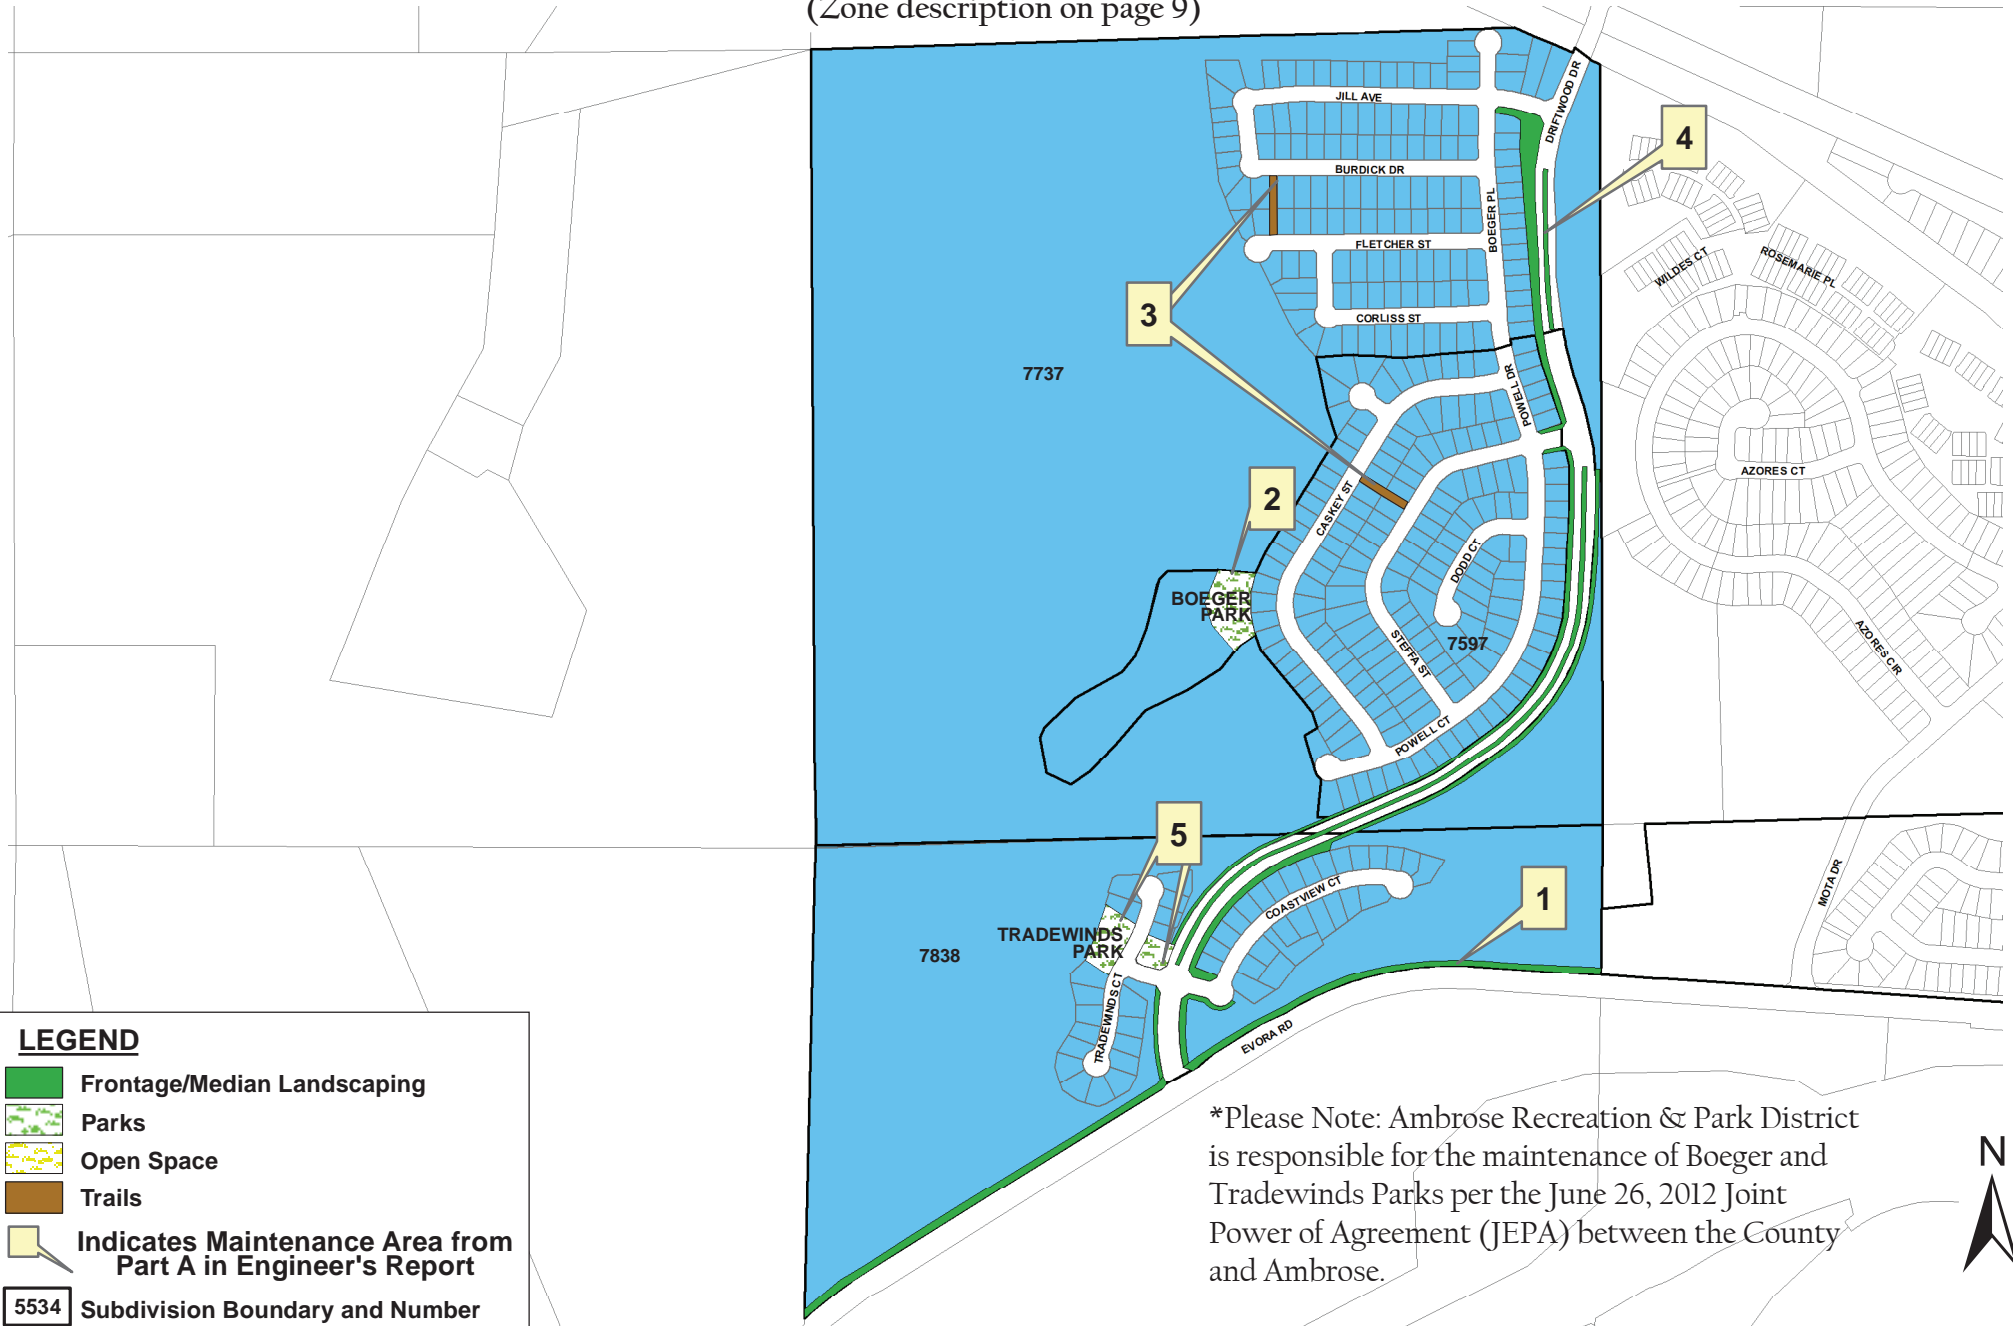 (Zone description on page 9)
JILL AVE
DRIFTWOOD DR
4
BURDICK DR
BOEGER PL
FLETCHER ST
WILDES CT
ROSEMARIE PL
3
CORLISS ST
7737
POWELL DR
AZORES CT
2
CASKEY ST
DODD CT
BOEGER
PARK
STEFFA ST
7597
AZORES CIR
POWELL CT
5
MOTA DR
COASTVIEW CT
1
TRADEWINDS
PARK
7838
TRADEWINDS CT
EVORA RD
LEGEND
Frontage/Median Landscaping
Parks
Open Space
Trails
Indicates Maintenance Area from
Part A in Engineer's Report
5534 Subdivision Boundary and Number
*Please Note: Ambrose Recreation & Park District
is responsible for the maintenance of Boeger and
Tradewinds Parks per the June 26, 2012 Joint
Power of Agreement (JEPA) between the County
and Ambrose.
N